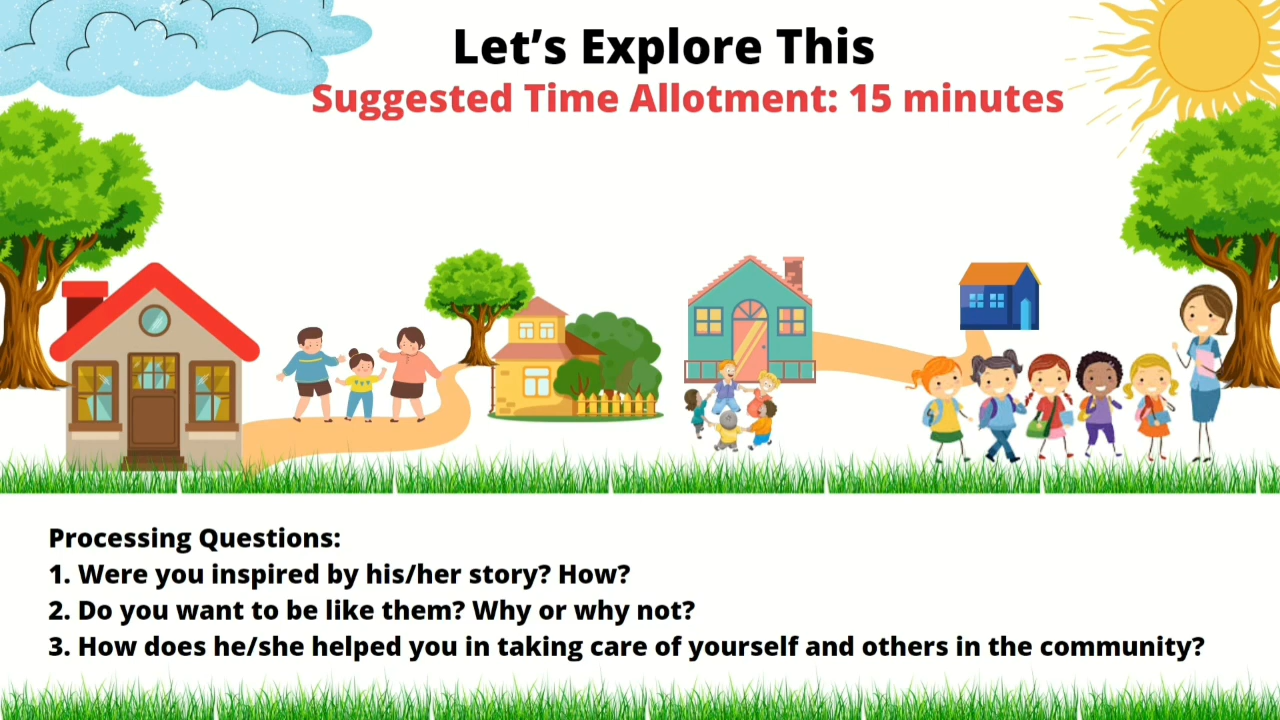 Let’s Explore This
Suggested Time Allotment: 15 minutes
Processing Questions:
1. Were you inspired by his/her story? How?
2. Do you want to be like them? Why or why not?
3. How does he/she helped you in taking care of yourself and others in the community?